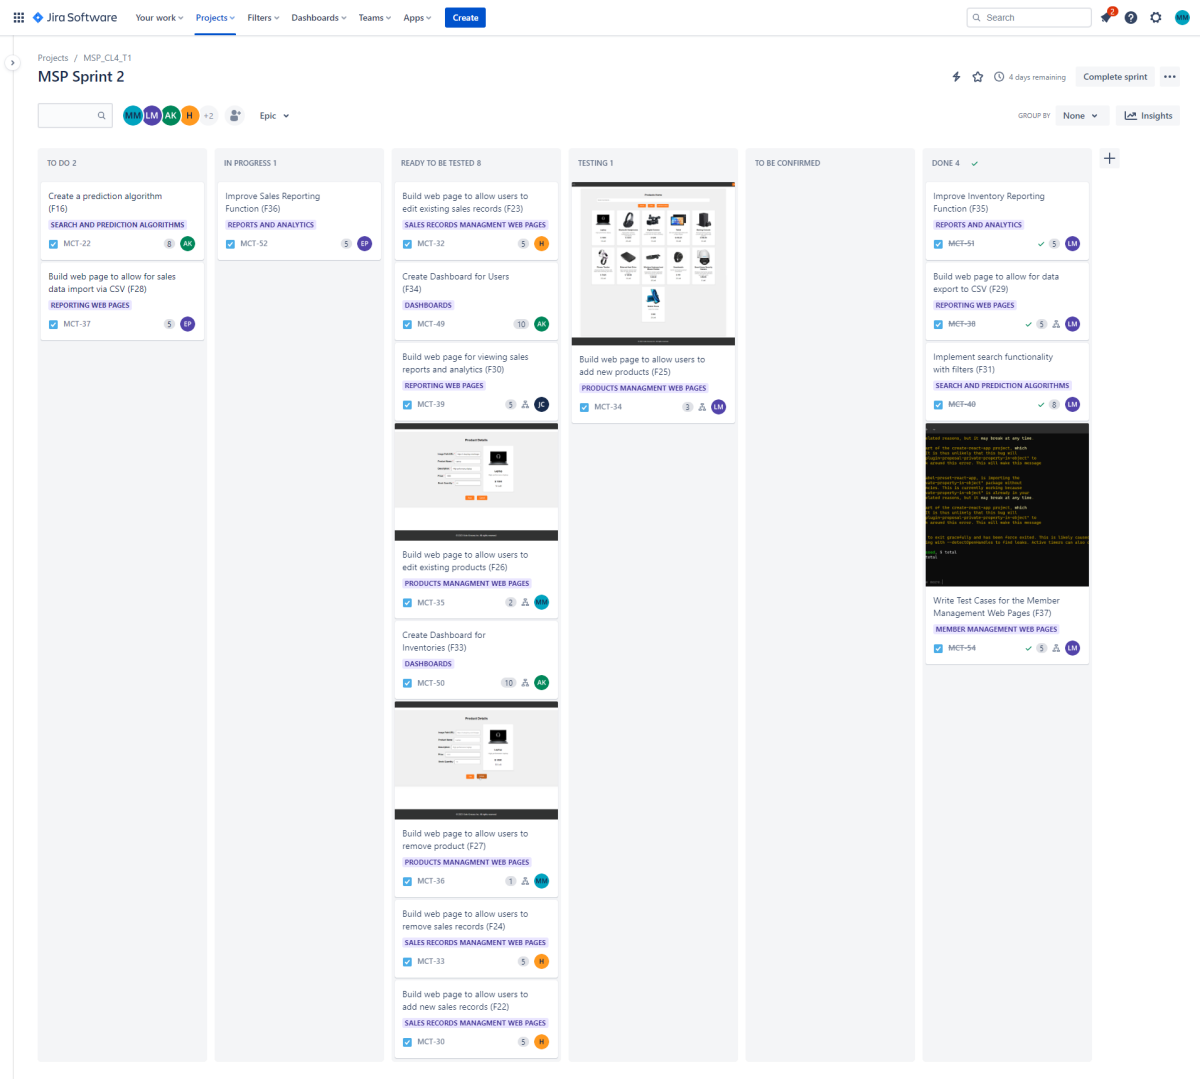 Jira Software
Your work
Projects
Filters
Dashboards
Teams
Apps
Create
Search
2
MM
Projects / MSP_CL4_T1
MSP Sprint 2
4 days remaining
Complete sprint
MM
LM
AK
H
+2
Epic
GROUP BY
None
Insights
TO DO 2
Create a prediction algorithm
(F16)
SEARCH AND PREDICTION ALGORITHMS
MCT-22
8
AK
Build web page to allow for sales
data import via CSV (F28)
REPORTING WEB PAGES
MCT-37
5
EP
IN PROGRESS 1
Improve Sales Reporting
Function (F36)
REPORTS AND ANALYTICS
MCT-52
5
EP
READY TO BE TESTED 8
Build web page to allow users to
edit existing sales records (F23)
SALES RECORDS MANAGMENT WEB PAGES
MCT-32
5
H
Create Dashboard for Users
(F34)
DASHBOARDS
MCT-49
10
AK
Build web page for viewing sales
reports and analytics (F30)
REPORTING WEB PAGES
MCT-39
5
JC
Product Details
Build web page to allow users to
edit existing products (F26)
PRODUCTS MANAGMENT WEB PAGES
MCT-35
2
MM
Create Dashboard for
Inventories (F33)
DASHBOARDS
MCT-50
10
AK
Product Details
Build web page to allow users to
remove product (F27)
PRODUCTS MANAGMENT WEB PAGES
MCT-36
1
MM
Build web page to allow users to
remove sales records (F24)
SALES RECORDS MANAGMENT WEB PAGES
MCT-33
5
H
Build web page to allow users to
add new sales records (F22)
SALES RECORDS MANAGMENT WEB PAGES
MCT-30
5
H
TESTING 1
Build web page to allow users to
add new products (F25)
PRODUCTS MANAGMENT WEB PAGES
MCT-34
3
LM
TO BE CONFIRMED
DONE 4
Improve Inventory Reporting
Function (F35)
REPORTS AND ANALYTICS
MCT-51
5
LM
Build web page to allow for data
export to CSV (F29)
REPORTING WEB PAGES
MCT-38
5
LM
Implement search functionality
with filters (F31)
SEARCH AND PREDICTION ALGORITHMS
MCT-40
8
LM
may break at any time.
Write Test Cases for the Member
Management Web Pages (F37)
MEMBER MANAGEMENT WEB PAGES
MCT-54
5
LM